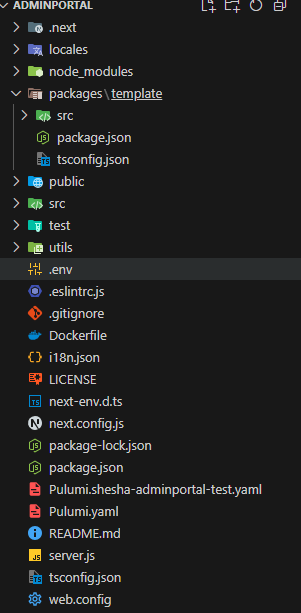 ADMINPORTAL
.next
locales
node_modules
packages\template
src
package.json
tsconfig.json
public
src
test
utils
.env
.eslintrc.js
.gitignore
Dockerfile
i18n.json
LICENSE
next-env.d.ts
next.config.js
package-lock.json
package.json
Pulumi.shesha-adminportal-test.yaml
Pulumi.yaml
README.md
server.js
tsconfig.json
web.config